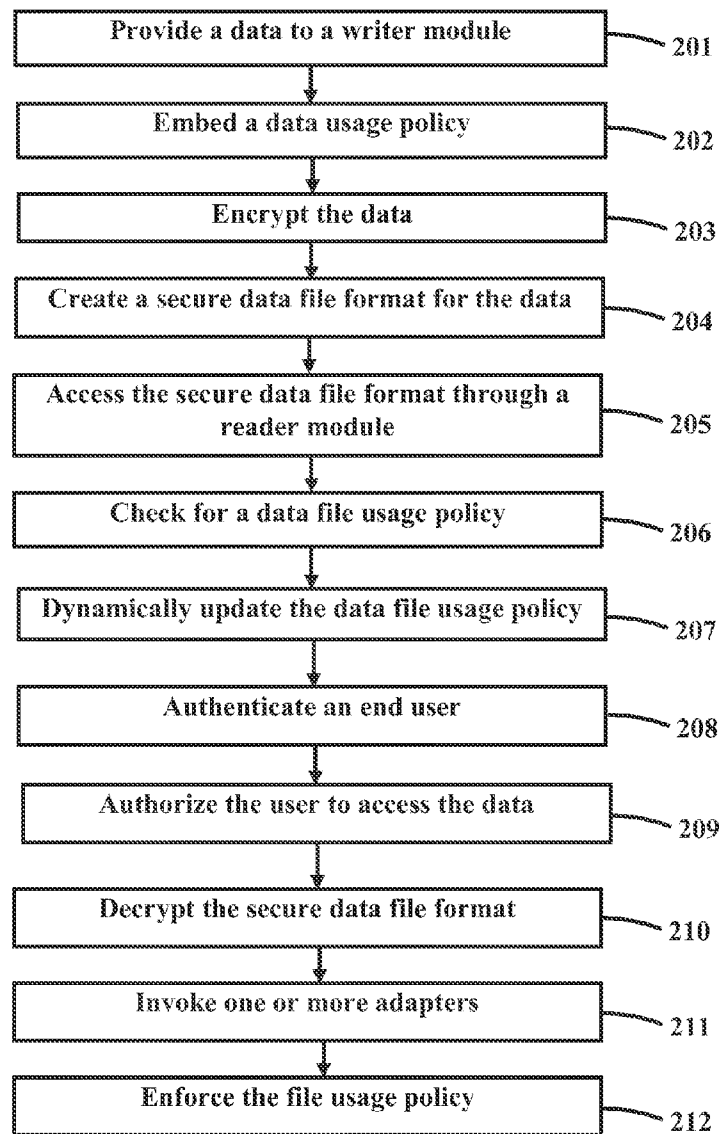 Provide a data to a writer module
201
Embed a data usage policy
202
Encrypt the data
203
Create a secure data file format for the data
204
Access the secure data file format through a
reader module
205
Check for a data file usage policy
206
Dynamically update the data file usage policy
207
Authenticate an end user
208
Authorize the user to access the data
209
Decrypt the secure data file format
210
Invoke one or more adapters
211
Enforce the file usage policy
212